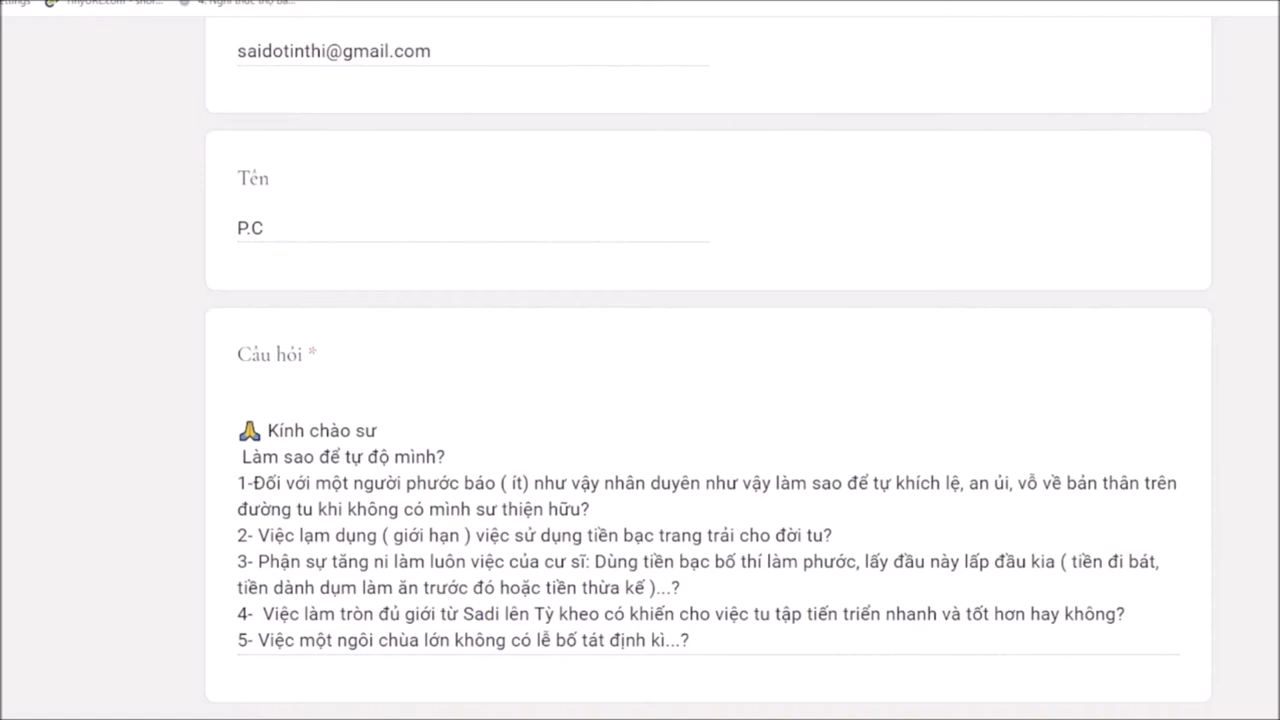 saidotinthi@gmail.com
Tên
P.C
Câu hỏi *
🙏 Kính chào sư
Làm sao để tự độ mình?
1-Đối với một người phước báo ( ít) như vậy nhân duyên như vậy làm sao để tự khích lệ, an ủi, vỗ về bản thân trên
đường tu khi không có mình sư thiện hữu?
2- Việc lạm dụng ( giới hạn ) việc sử dụng tiền bạc trang trải cho đời tu?
3- Phận sự tăng ni làm luôn việc của cư sĩ: Dùng tiền bạc bố thí làm phước, lấy đầu này lấp đầu kia ( tiền đi bát,
tiền dành dụm làm ăn trước đó hoặc tiền thừa kế )...?
4- Việc làm tròn đủ giới từ Sadi lên Tỳ kheo có khiến cho việc tu tập tiến triển nhanh và tốt hơn hay không?
5- Việc một ngôi chùa lớn không có lễ bố tát định kì...?